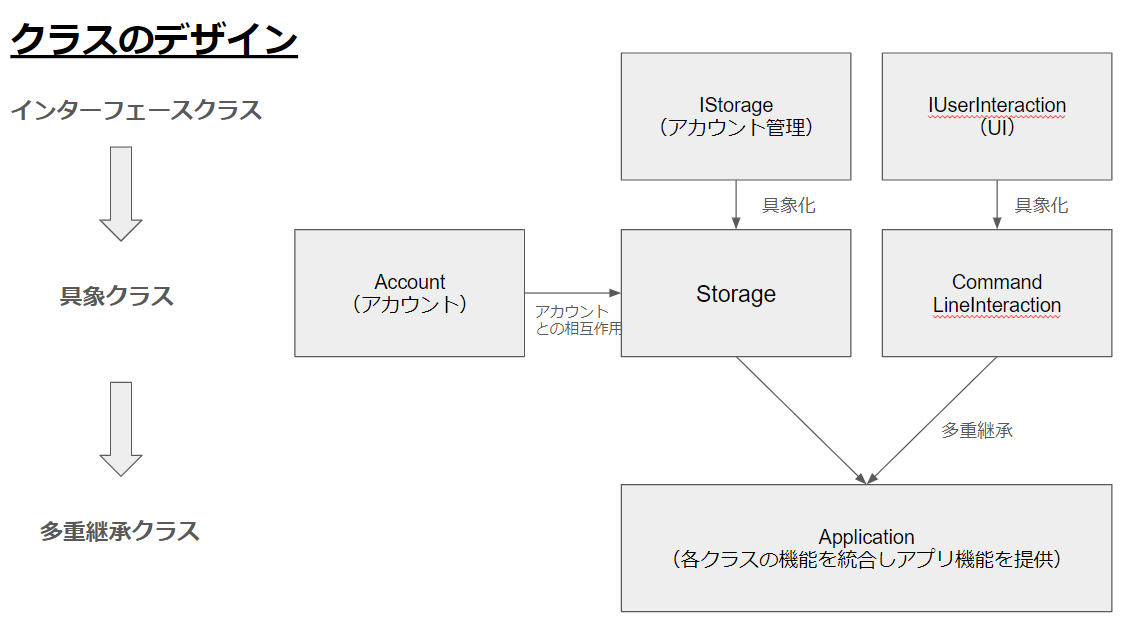 クラスのデザイン
インターフェースクラス
IStorage
（アカウント管理）
IUserInteraction
（UI）
具象化
具象化
具象クラス
Account
（アカウント）
アカウント
との相互作用
Storage
Command
LineInteraction
多重継承
多重継承クラス
Application
（各クラスの機能を統合しアプリ機能を提供）